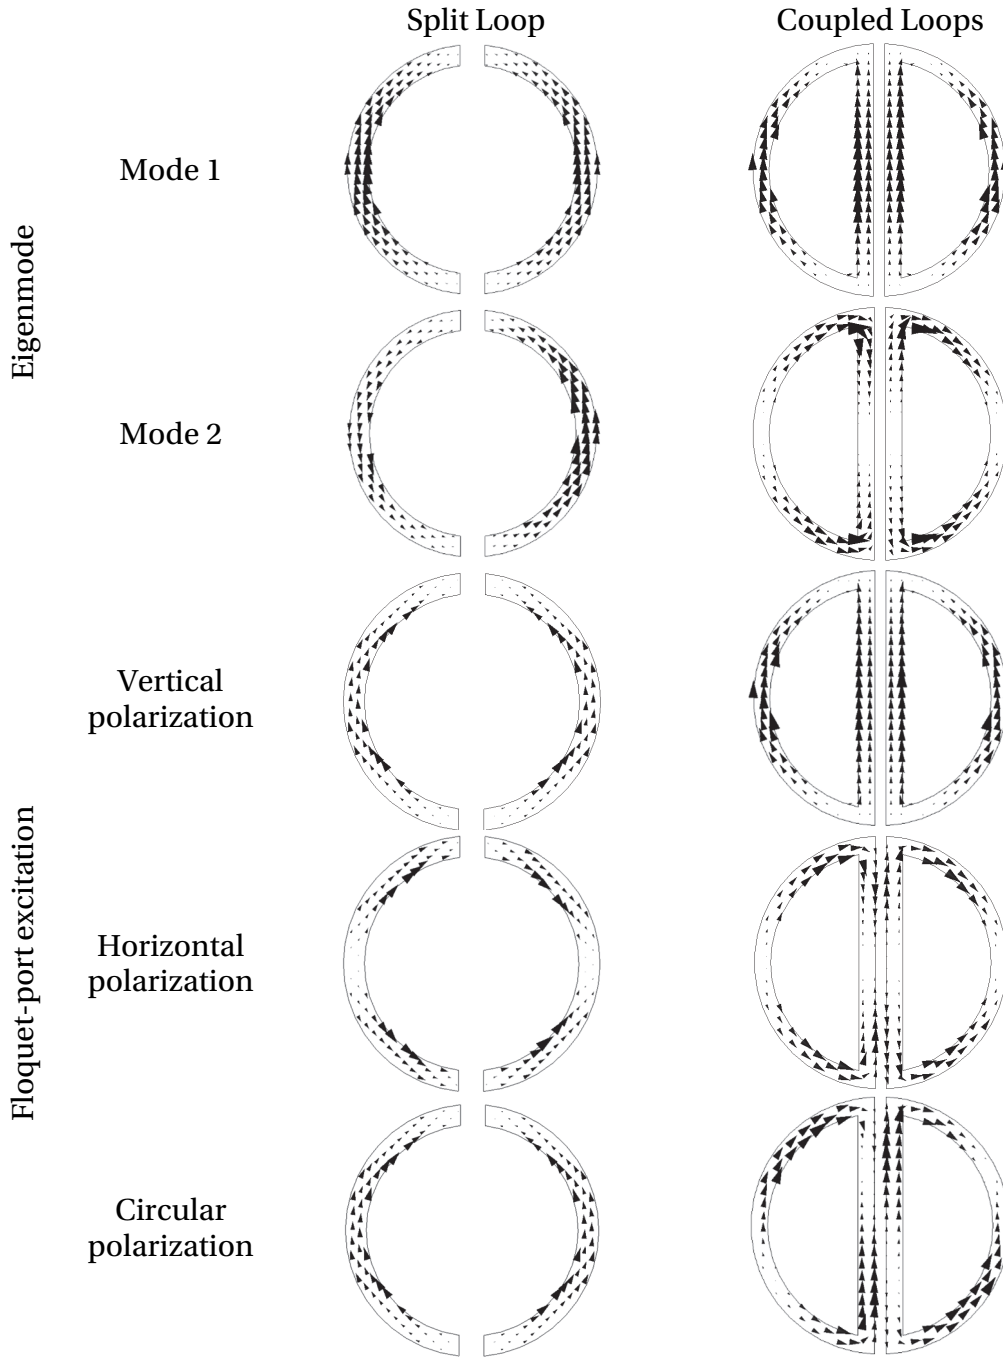 Split Loop
Coupled Loops
Eigenmode
Mode 1
Mode 2
Floquet-port excitation
Vertical
polarization
Horizontal
polarization
Circular
polarization